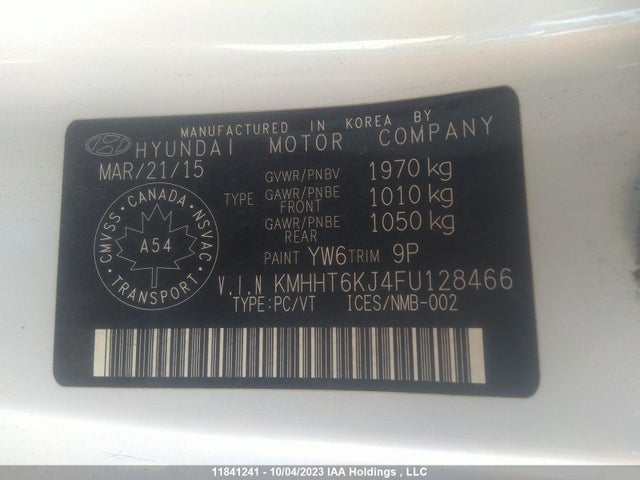 MANUFACTURED IN KOREA BY
HYUNDAI MOTOR COMPANY
MAR/21/15
TYPE
GVWR/PNBV 1970 kg
GAWR/PNBE FRONT 1010 kg
GAWR/PNBE REAR 1050 kg
CMVSS · CANADA · NSVAC
A54
TRANSPORT
PAINT YW6 TRIM 9P
V.I.N KMHHT6KJ4FU128466
TYPE:PC/VT ICES/NMB-002
11841241 - 10/04/2023 IAA Holdings , LLC